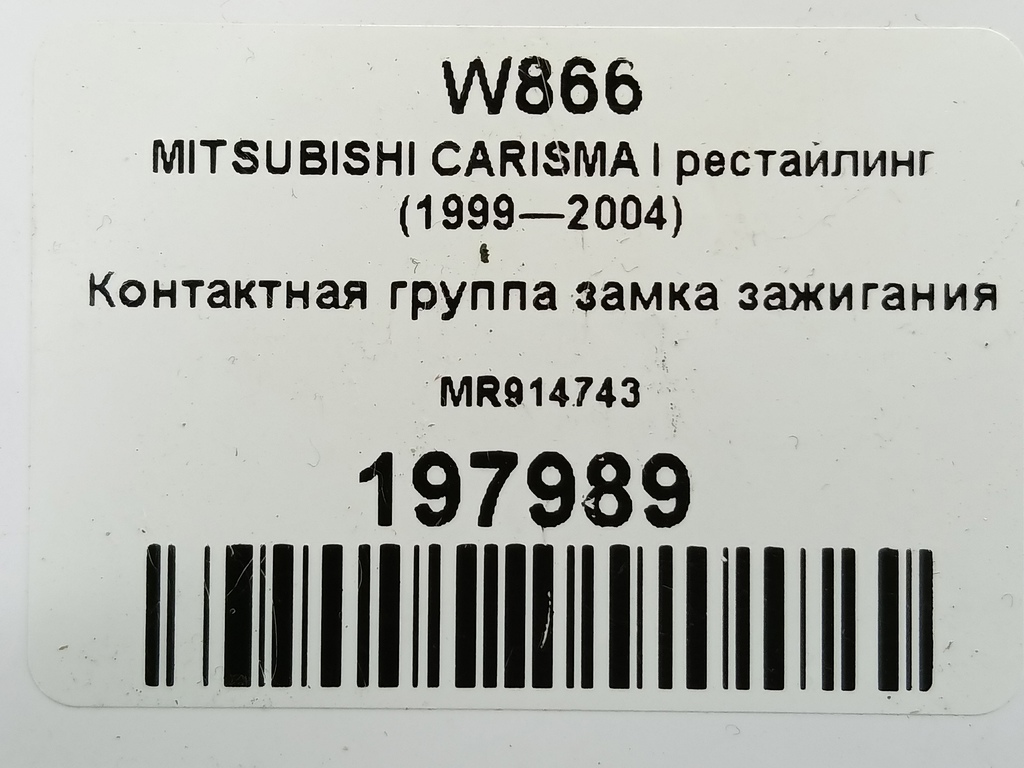 W866
MITSUBISHI CARISMA I рестайлинг
(1999—2004)
Контактная группа замка зажигания
MR914743
197989